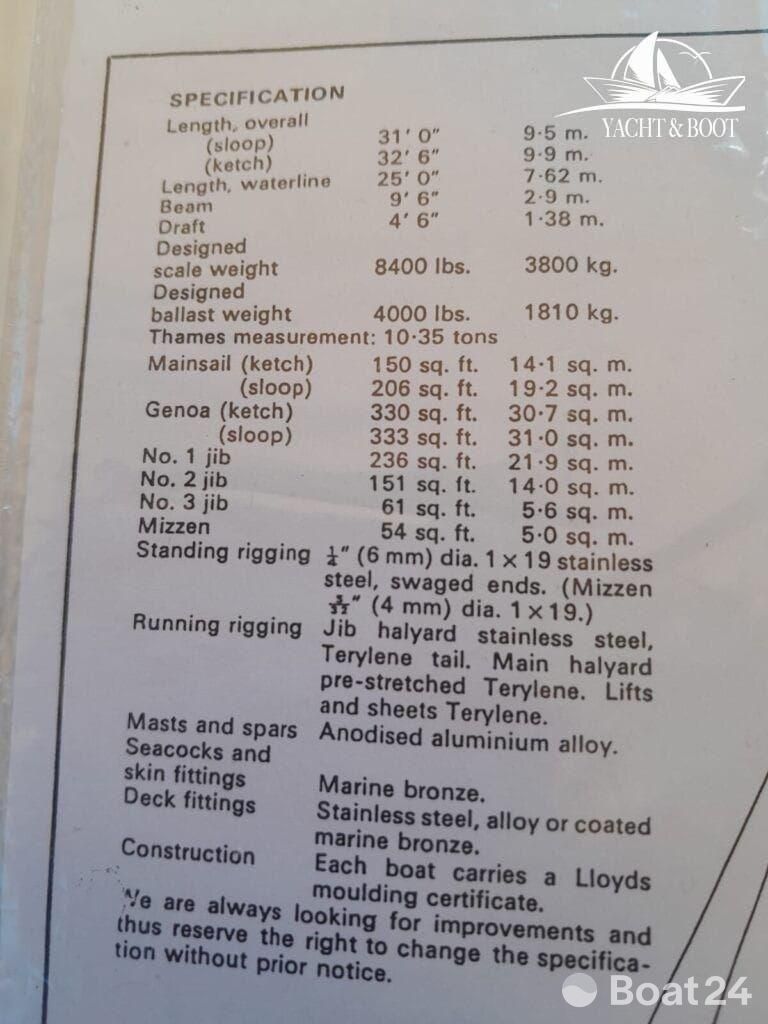 YACHT & BOOT
SPECIFICATION
Length, overall
(sloop) 31' 0" 9·5 m.
(ketch) 32' 6" 9·9 m.
Length, waterline 25' 0" 7·62 m.
Beam 9' 6" 2·9 m.
Draft 4' 6" 1·38 m.
Designed
scale weight 8400 lbs. 3800 kg.
Designed
ballast weight 4000 lbs. 1810 kg.
Thames measurement: 10·35 tons
Mainsail (ketch) 150 sq. ft. 14·1 sq. m.
(sloop) 206 sq. ft. 19·2 sq. m.
Genoa (ketch) 330 sq. ft. 30·7 sq. m.
(sloop) 333 sq. ft. 31·0 sq. m.
No. 1 jib 236 sq. ft. 21·9 sq. m.
No. 2 jib 151 sq. ft. 14·0 sq. m.
No. 3 jib 61 sq. ft. 5·6 sq. m.
Mizzen 54 sq. ft. 5·0 sq. m.
Standing rigging ¼" (6 mm) dia. 1 × 19 stainless
steel, swaged ends. (Mizzen
5/32" (4 mm) dia. 1 × 19.)
Running rigging Jib halyard stainless steel,
Terylene tail. Main halyard
pre-stretched Terylene. Lifts
and sheets Terylene.
Masts and spars Anodised aluminium alloy.
Seacocks and
skin fittings Marine bronze.
Deck fittings Stainless steel, alloy or coated
marine bronze.
Construction Each boat carries a Lloyds
moulding certificate.
We are always looking for improvements and
thus reserve the right to change the specifica-
tion without prior notice.
Boat24